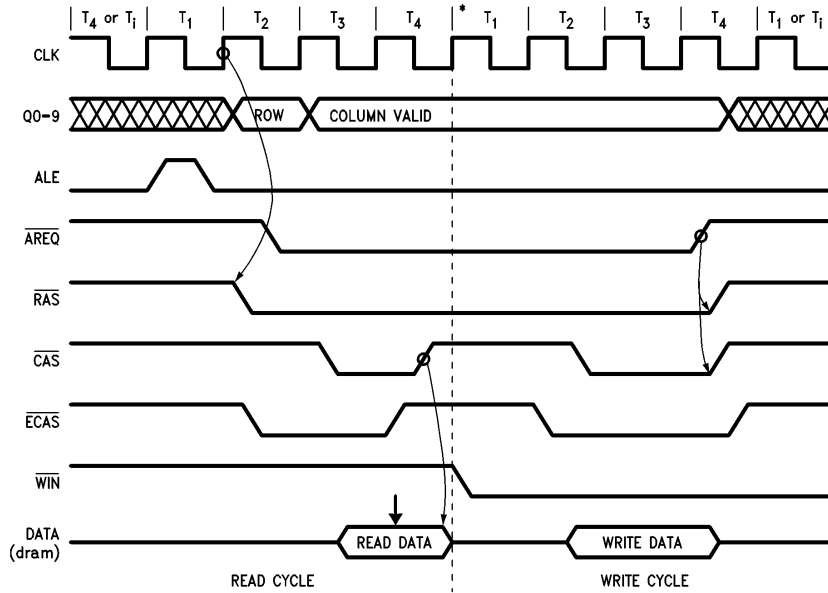 T4 or Ti T1 T2 T3 T4 * T1 T2 T3 T4 T1 or Ti
CLK
Q0-9 ROW COLUMN VALID
ALE
AREQ
RAS
CAS
ECAS
WIN
DATA READ DATA WRITE DATA
(dram)
READ CYCLE WRITE CYCLE